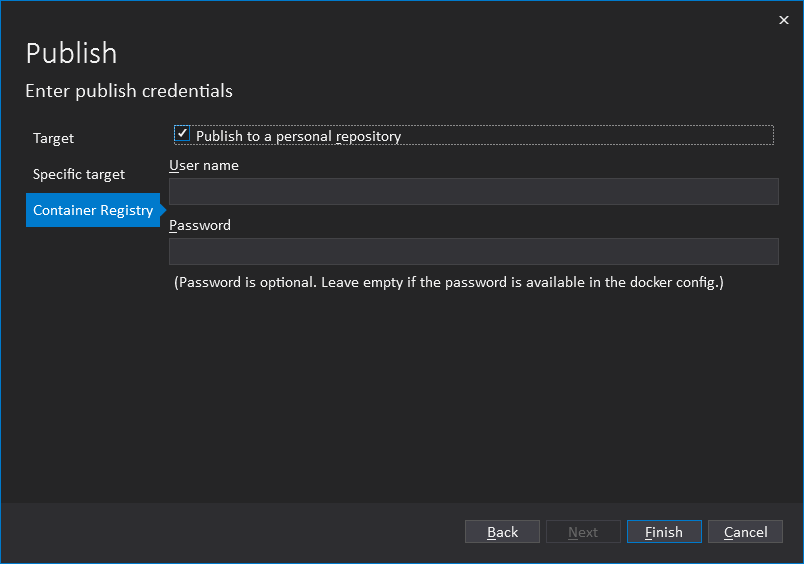 Publish
Enter publish credentials
Target
Publish to a personal repository
Specific target
User name
Container Registry
Password
(Password is optional. Leave empty if the password is available in the docker config.)
Back
Next
Finish
Cancel